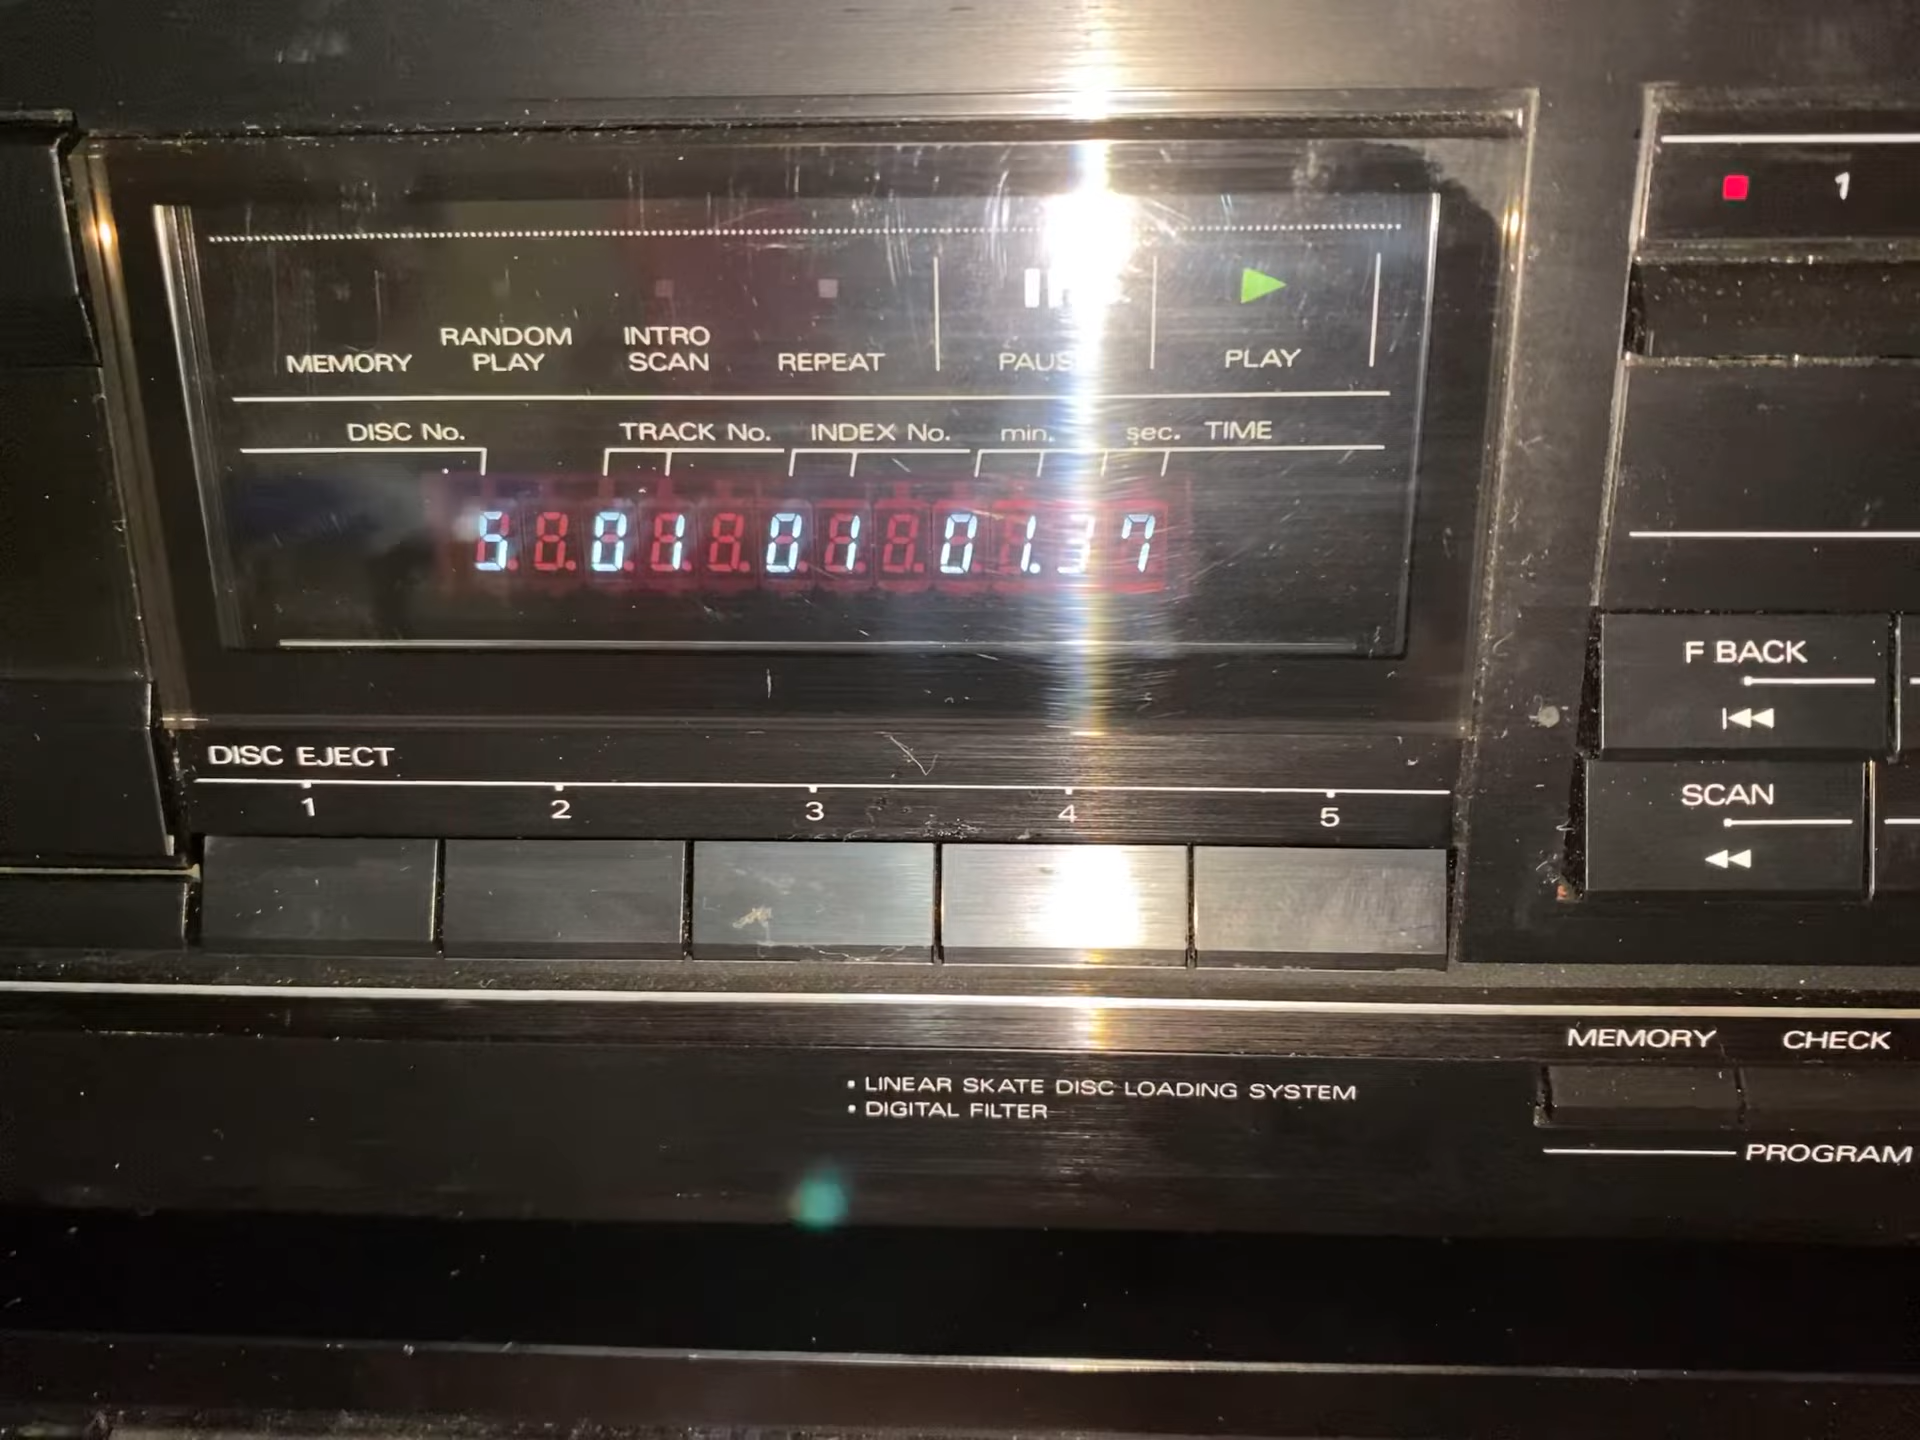 1
RANDOM INTRO
MEMORY PLAY SCAN REPEAT PAUSE PLAY
DISC No. TRACK No. INDEX No. min. sec. TIME
5 01 01 01.37
F BACK
DISC EJECT
SCAN
1 2 3 4 5
MEMORY CHECK
• LINEAR SKATE DISC LOADING SYSTEM
• DIGITAL FILTER
PROGRAM